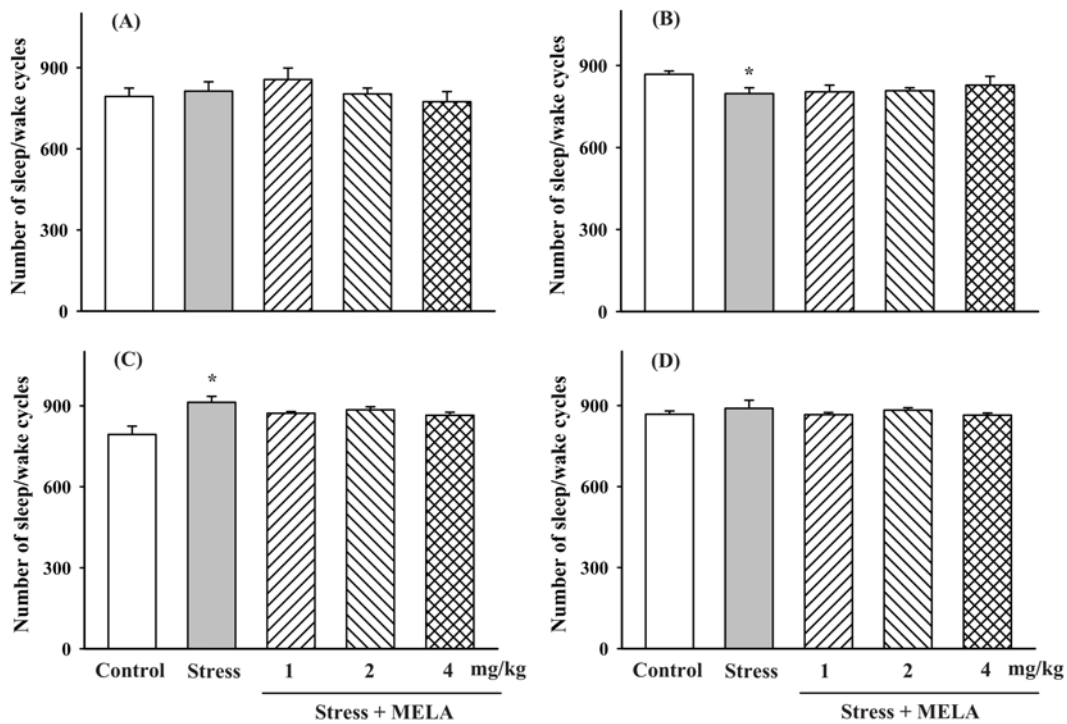 (A)
Number of sleep/wake cycles
900
600
300
0
(B)
Number of sleep/wake cycles
900
600
300
0
*
(C)
Number of sleep/wake cycles
900
600
300
0
*
Control Stress 1 2 4 mg/kg
Stress + MELA
(D)
Number of sleep/wake cycles
900
600
300
0
Control Stress 1 2 4 mg/kg
Stress + MELA